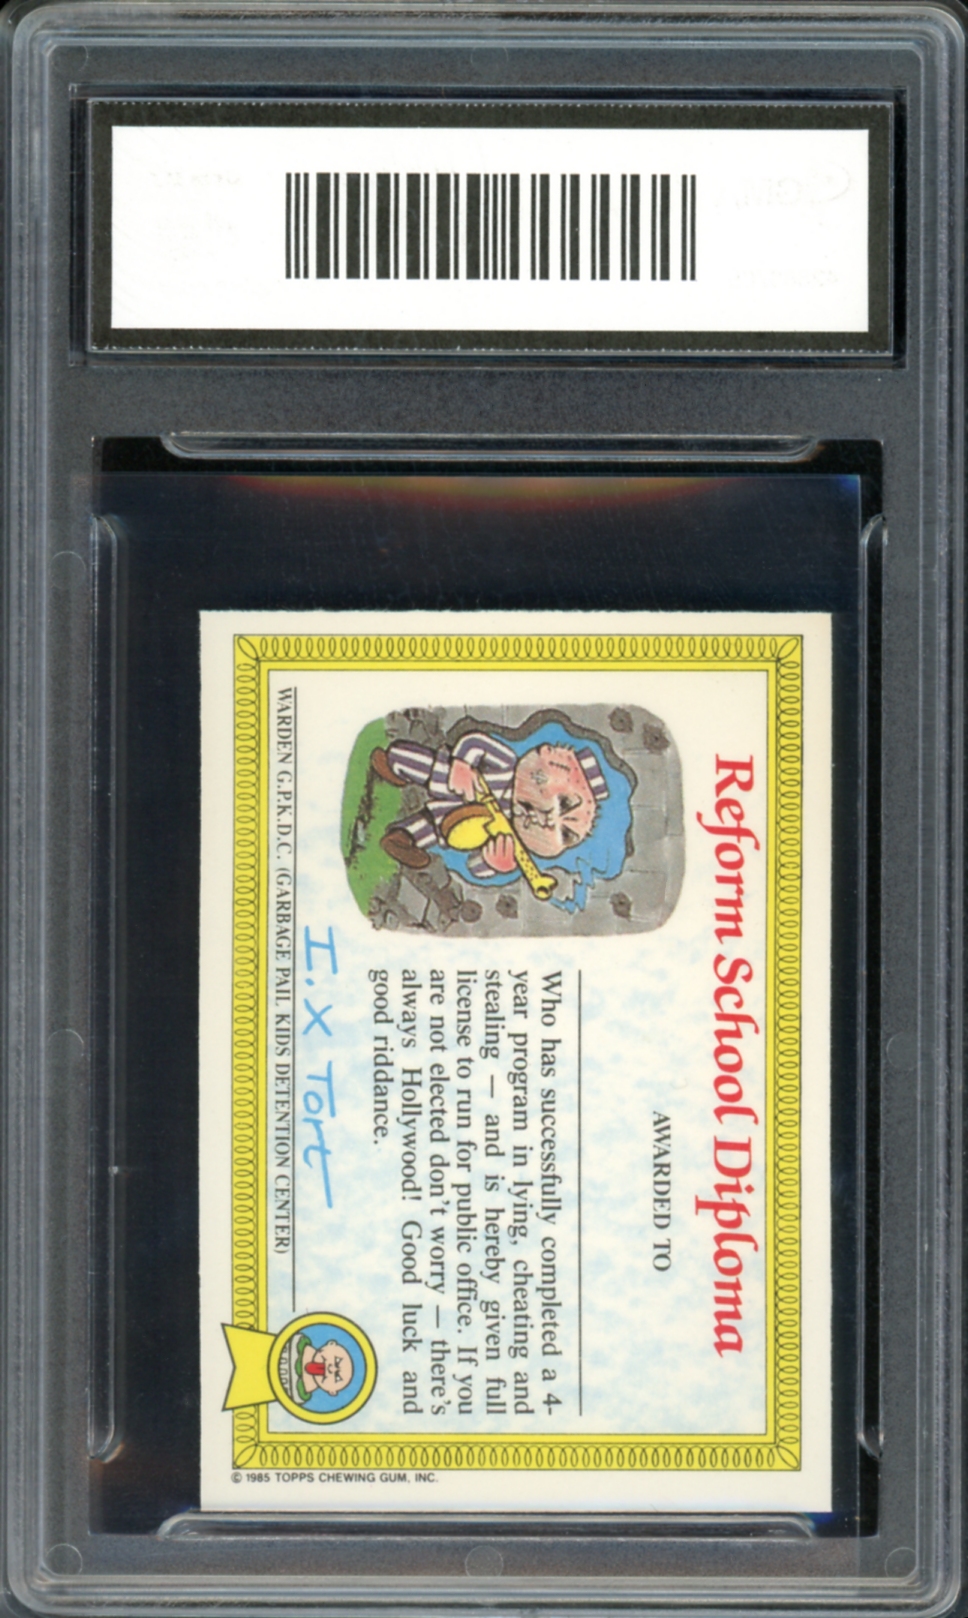 Reform School Diploma
AWARDED TO
Who has successfully completed a 4-
year program in lying, cheating and
stealing — and is hereby given full
license to run for public office. If you
are not elected don't worry — there's
always Hollywood! Good luck and
good riddance.
I.X Tort
WARDEN G.P.K.D.C. (GARBAGE PAIL KIDS DETENTION CENTER)
© 1985 TOPPS CHEWING GUM, INC.